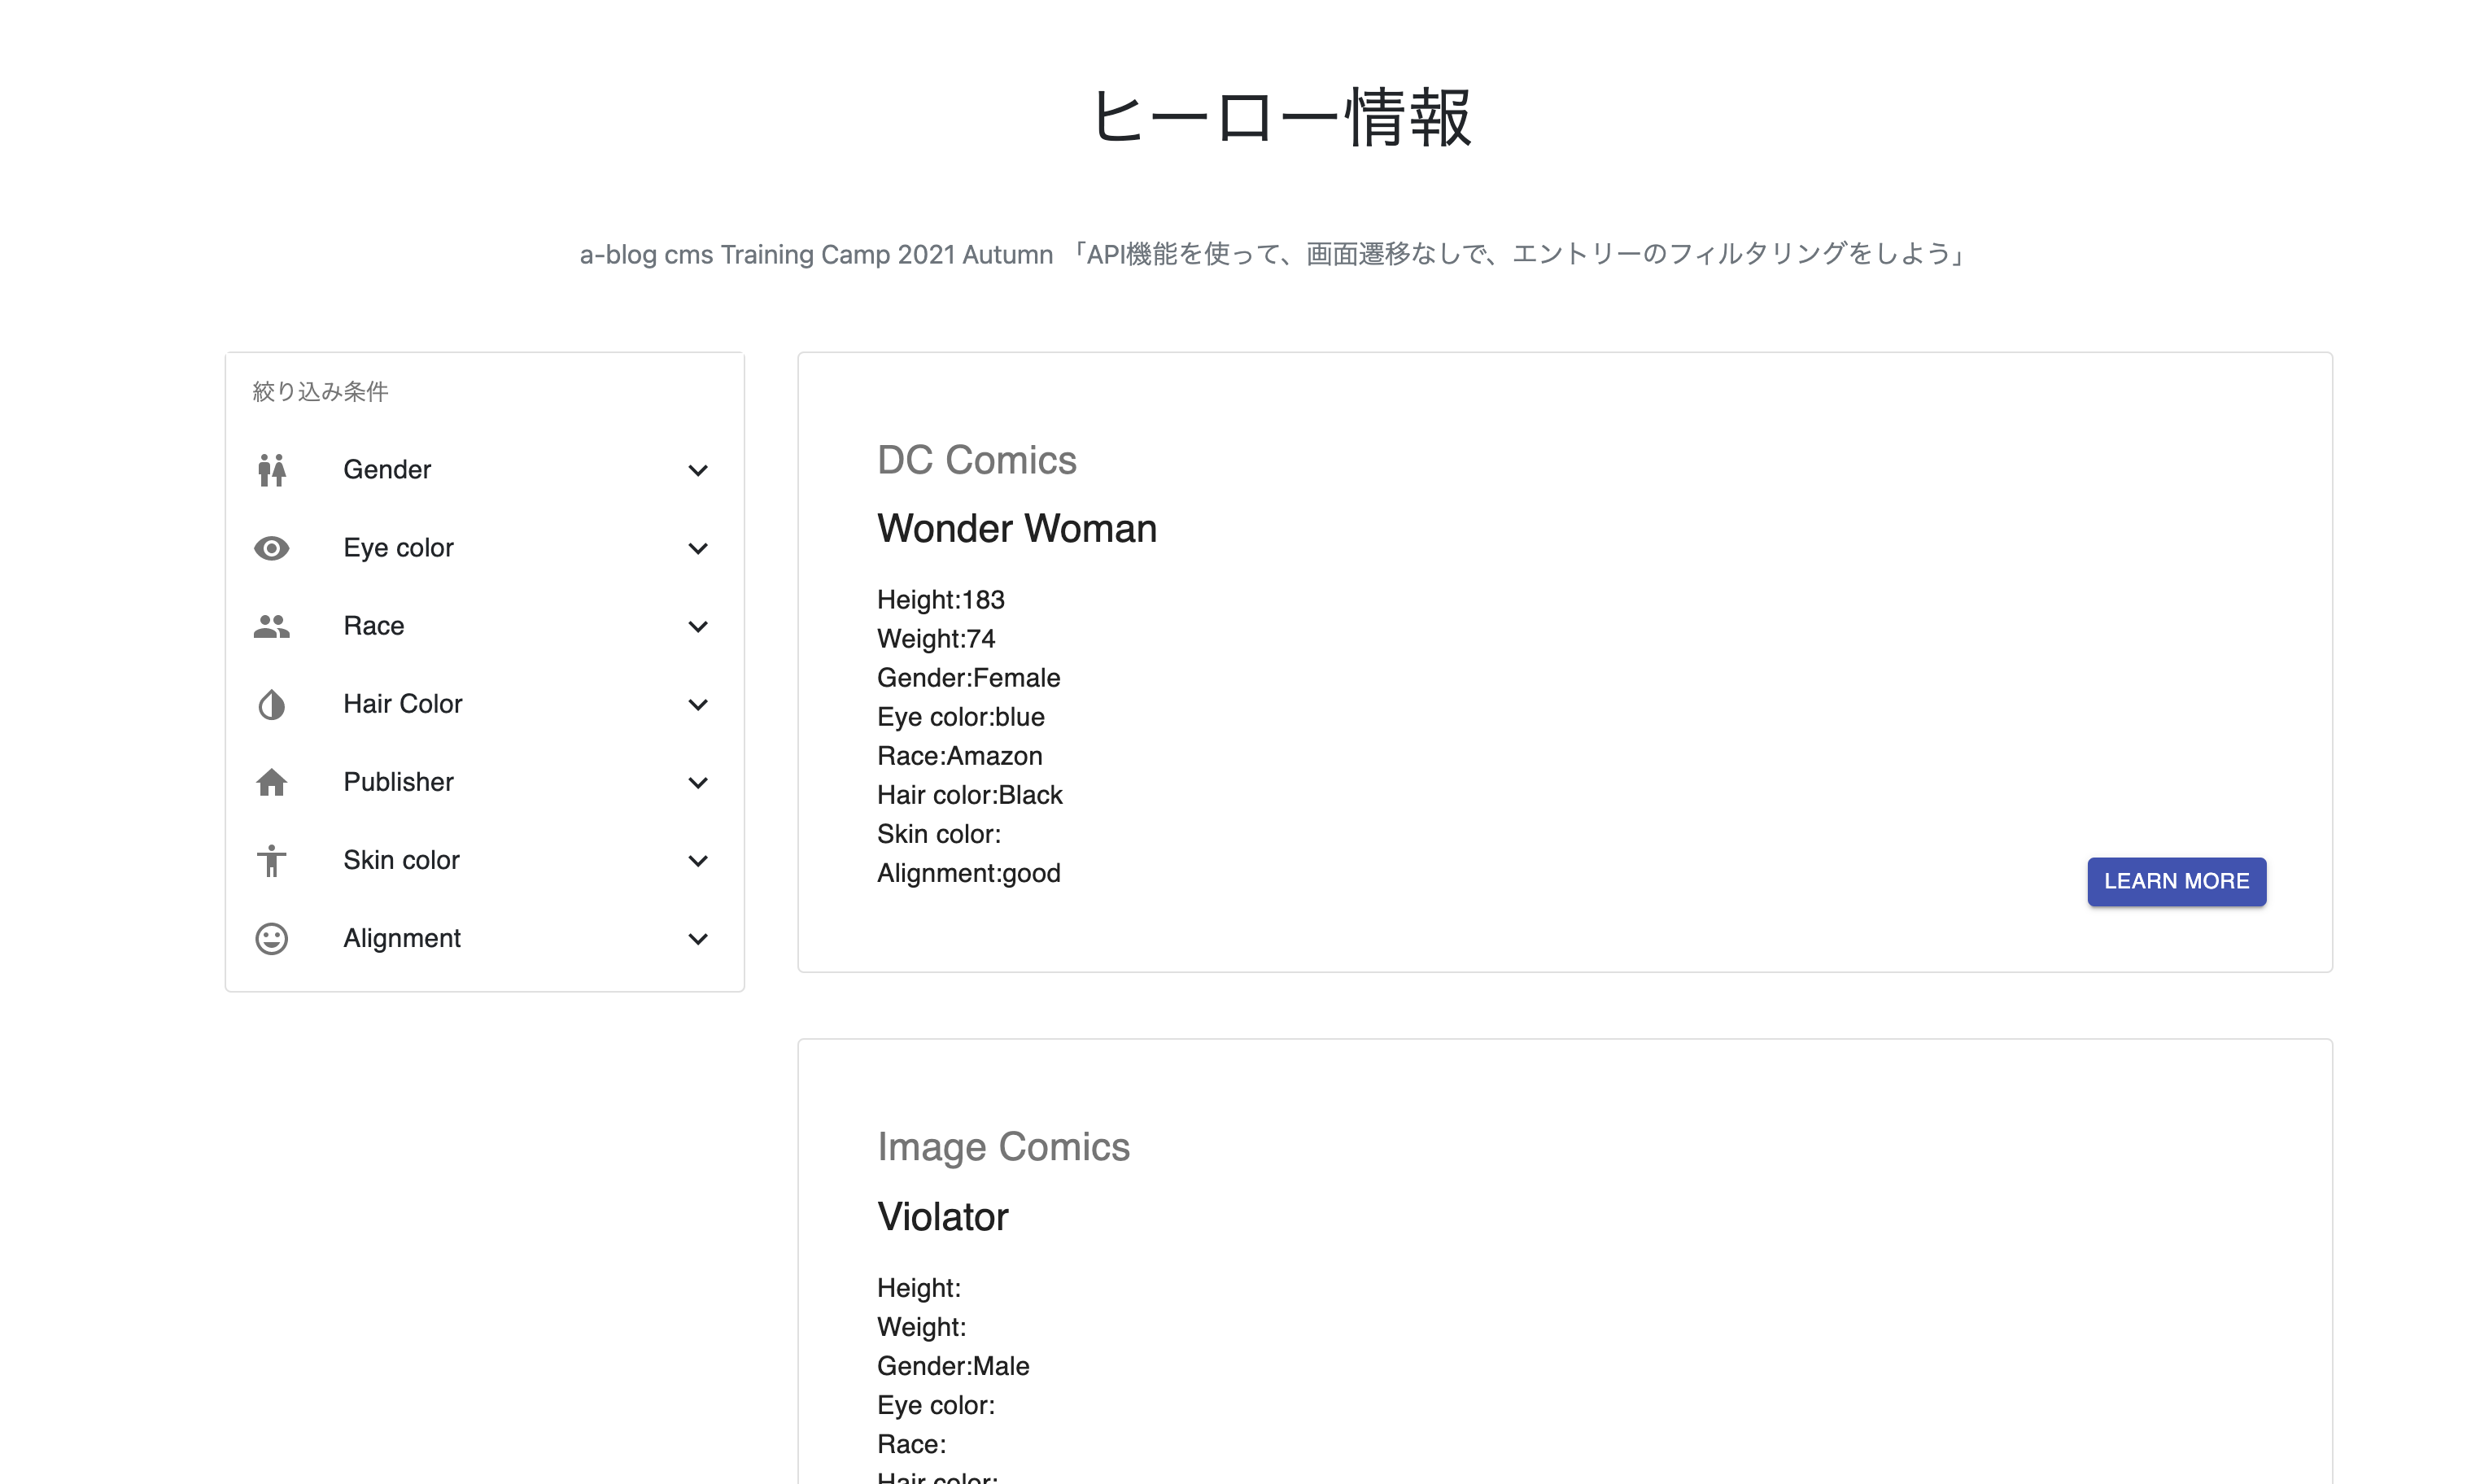 ヒーロー情報
a-blog cms Training Camp 2021 Autumn 「API機能を使って、画面遷移なしで、エントリーのフィルタリングをしよう」
絞り込み条件
Gender
Eye color
Race
Hair Color
Publisher
Skin color
Alignment
DC Comics
Wonder Woman
Height:183
Weight:74
Gender:Female
Eye color:blue
Race:Amazon
Hair color:Black
Skin color:
Alignment:good
LEARN MORE
Image Comics
Violator
Height:
Weight:
Gender:Male
Eye color:
Race:
Hair color: